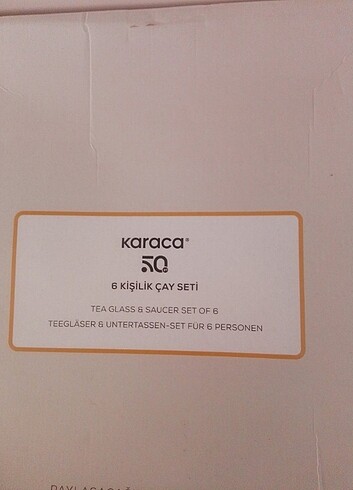 Karaca®
50
6 KİŞİLİK ÇAY SETİ
TEA GLASS & SAUCER SET OF 6
TEEGLÄSER & UNTERTASSEN-SET FÜR 6 PERSONEN